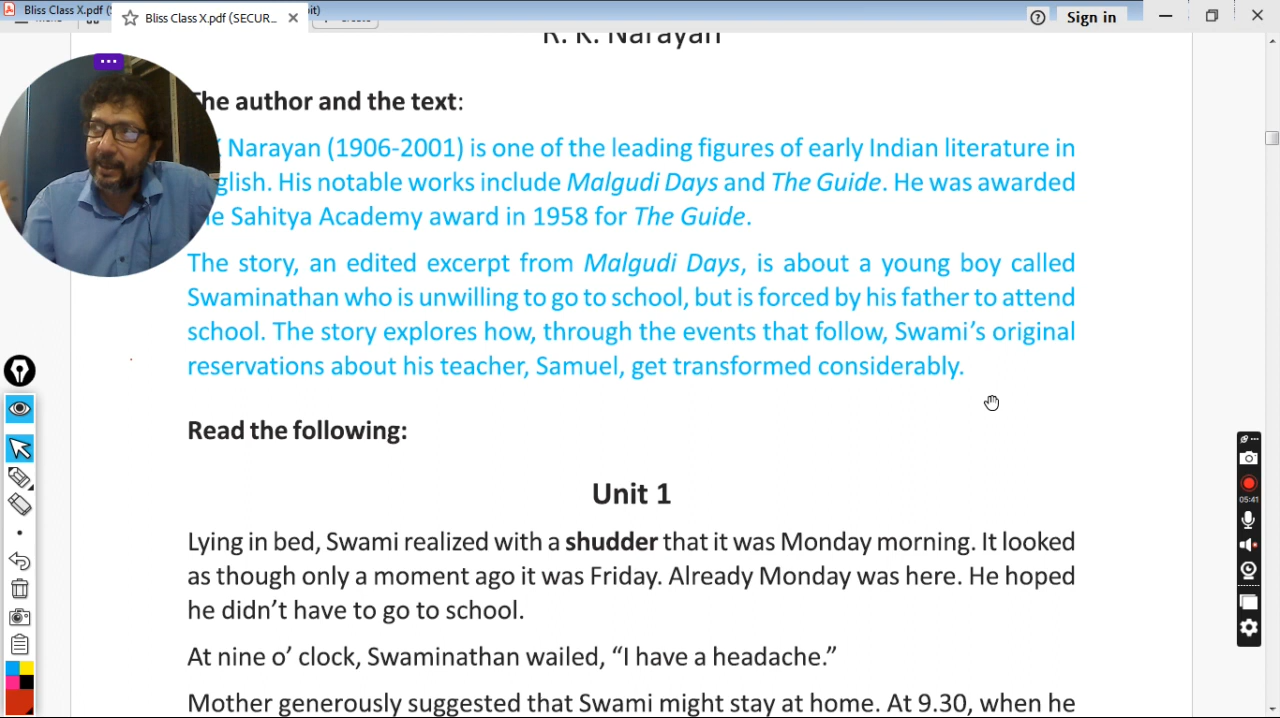 Bliss Class X.pdf (
Bliss Class X.pdf (SECUR...
Sign in
R. K. Narayan
The author and the text:
Narayan (1906-2001) is one of the leading figures of early Indian literature in
glish. His notable works include Malgudi Days and The Guide. He was awarded
e Sahitya Academy award in 1958 for The Guide.
The story, an edited excerpt from Malgudi Days, is about a young boy called
Swaminathan who is unwilling to go to school, but is forced by his father to attend
school. The story explores how, through the events that follow, Swami’s original
reservations about his teacher, Samuel, get transformed considerably.
Read the following:
Unit 1
Lying in bed, Swami realized with a shudder that it was Monday morning. It looked
as though only a moment ago it was Friday. Already Monday was here. He hoped
he didn’t have to go to school.
At nine o’ clock, Swaminathan wailed, “I have a headache.”
Mother generously suggested that Swami might stay at home. At 9.30, when he
05:41